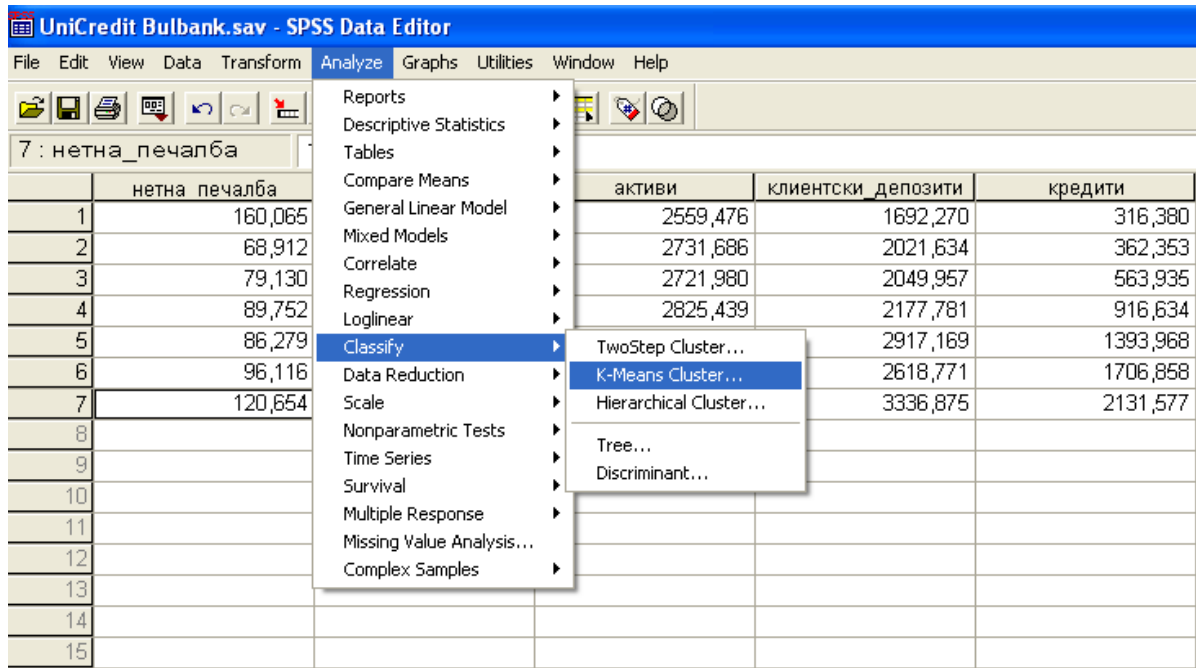 UniCredit Bulbank.sav - SPSS Data Editor
File Edit View Data Transform Analyze Graphs Utilities Window Help
7 : нетна_печалба
Reports
Descriptive Statistics
Tables
Compare Means
General Linear Model
Mixed Models
Correlate
Regression
Loglinear
Classify
Data Reduction
Scale
Nonparametric Tests
Time Series
Survival
Multiple Response
Missing Value Analysis...
Complex Samples
TwoStep Cluster...
K-Means Cluster...
Hierarchical Cluster...
Tree...
Discriminant...
нетна_печалба активи клиентски_депозити кредити
1 160,065 2559,476 1692,270 316,380
2 68,912 2731,686 2021,634 362,353
3 79,130 2721,980 2049,957 563,935
4 89,752 2825,439 2177,781 916,634
5 86,279 2917,169 1393,968
6 96,116 2618,771 1706,858
7 120,654 3336,875 2131,577
8
9
10
11
12
13
14
15